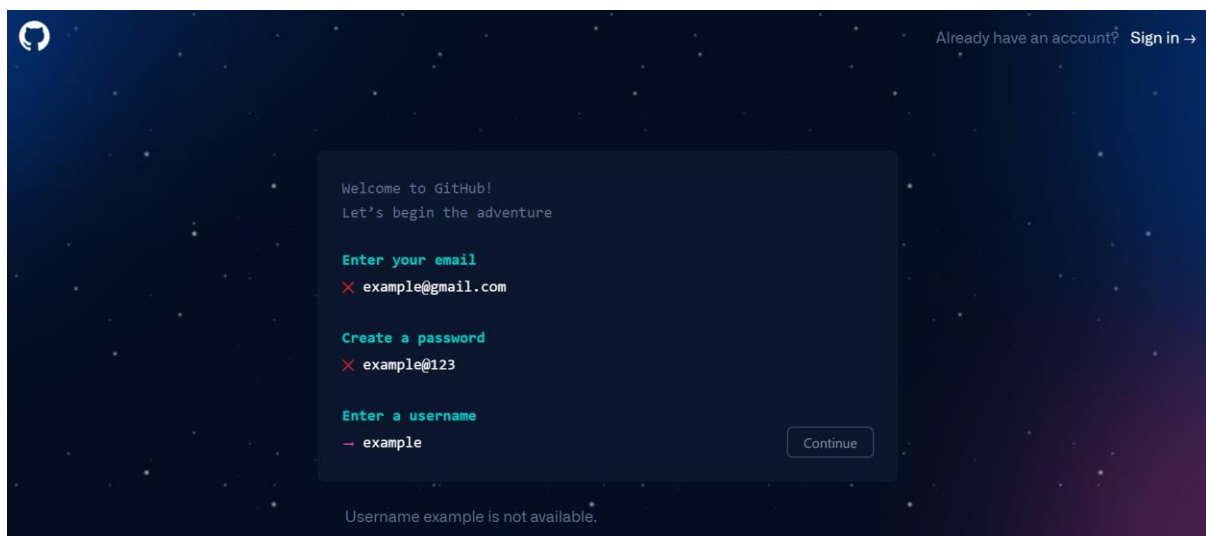 Already have an account? Sign in →
Welcome to GitHub!
Let’s begin the adventure
Enter your email
✕ example@gmail.com
Create a password
✕ example@123
Enter a username
→ example
Continue
Username example is not available.